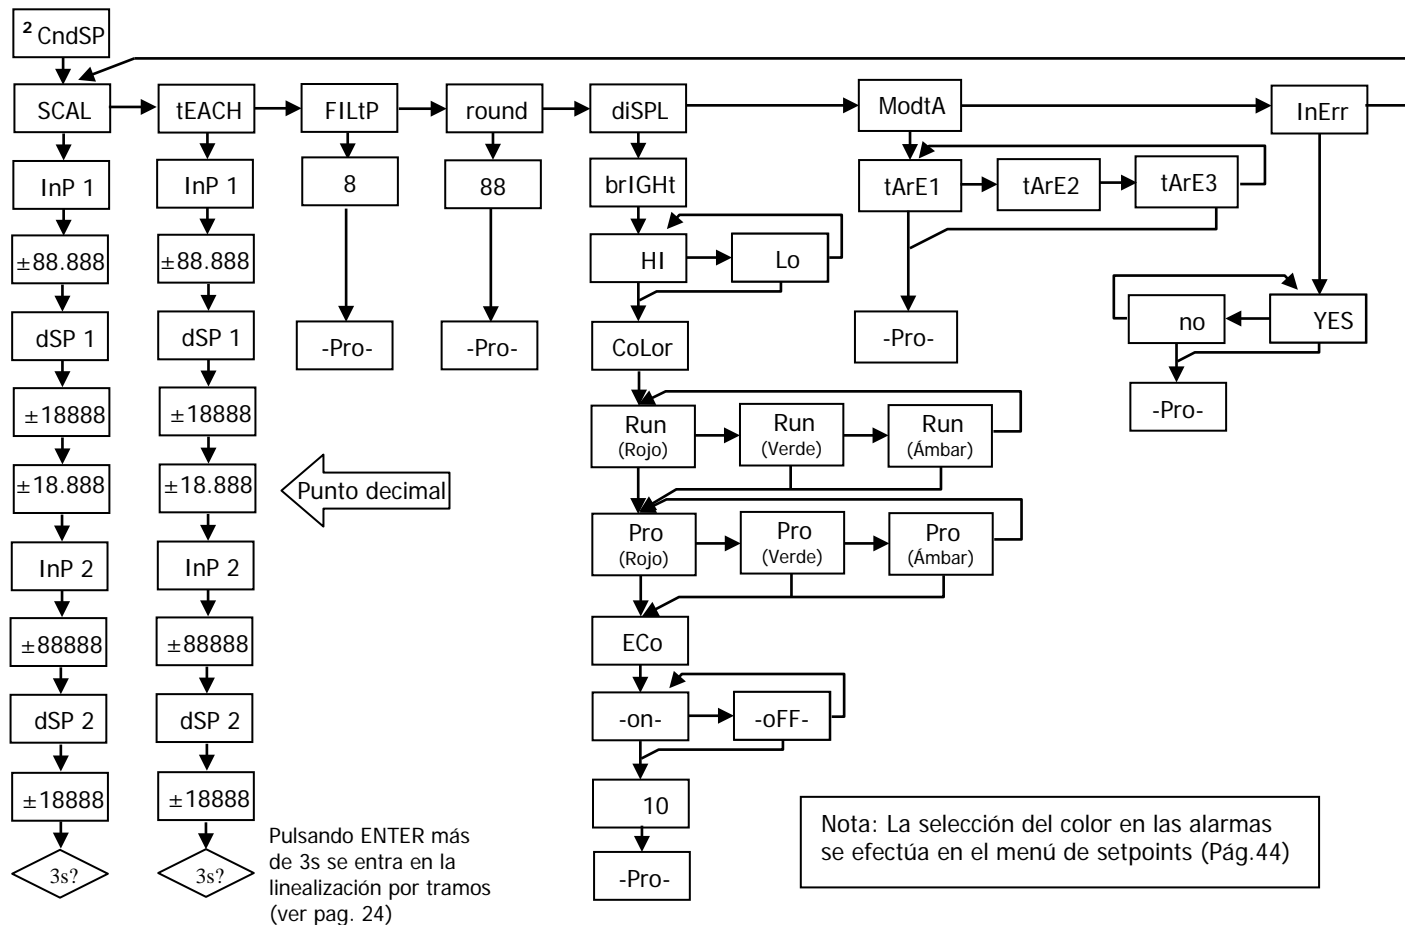 ² CndSP
SCAL
tEACH
FILtP
round
diSPL
ModtA
InErr
InP 1
InP 1
8
88
brIGHt
tArE1
tArE2
tArE3
±88.888
±88.888
HI
Lo
dSP 1
dSP 1
-Pro-
-Pro-
CoLor
-Pro-
no
YES
±18888
±18888
Run
(Rojo)
Run
(Verde)
Run
(Ámbar)
-Pro-
±18.888
±18.888
Punto decimal
InP 2
InP 2
Pro
(Rojo)
Pro
(Verde)
Pro
(Ámbar)
±88888
±88888
ECo
dSP 2
dSP 2
-on-
-oFF-
±18888
±18888
10
3s?
3s?
Pulsando ENTER más
de 3s se entra en la
linealización por tramos
(ver pag. 24)
-Pro-
Nota: La selección del color en las alarmas
se efectúa en el menú de setpoints (Pág.44)